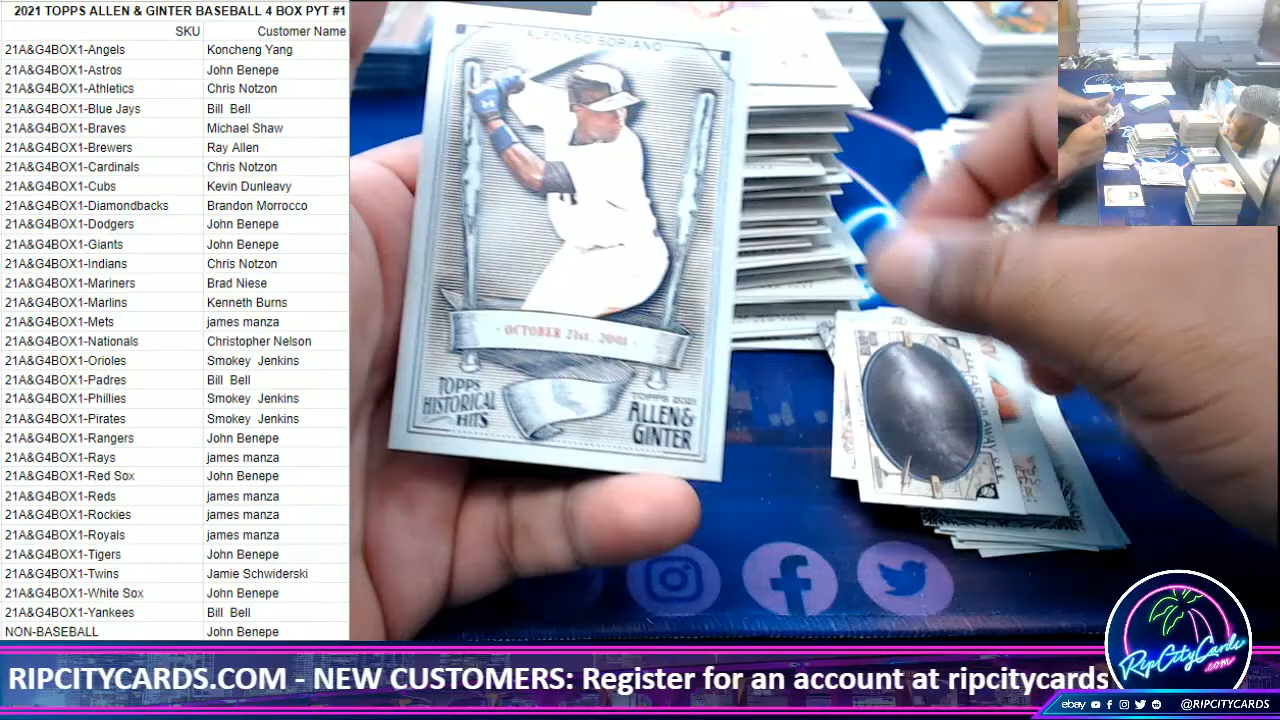 2021 TOPPS ALLEN & GINTER BASEBALL 4 BOX PYT #1
SKU Customer Name
21A&G4BOX1-Angels Koncheng Yang
21A&G4BOX1-Astros John Benepe
21A&G4BOX1-Athletics Chris Notzon
21A&G4BOX1-Blue Jays Bill Bell
21A&G4BOX1-Braves Michael Shaw
21A&G4BOX1-Brewers Ray Allen
21A&G4BOX1-Cardinals Chris Notzon
21A&G4BOX1-Cubs Kevin Dunleavy
21A&G4BOX1-Diamondbacks Brandon Morrocco
21A&G4BOX1-Dodgers John Benepe
21A&G4BOX1-Giants John Benepe
21A&G4BOX1-Indians Chris Notzon
21A&G4BOX1-Mariners Brad Niese
21A&G4BOX1-Marlins Kenneth Burns
21A&G4BOX1-Mets james manza
21A&G4BOX1-Nationals Christopher Nelson
21A&G4BOX1-Orioles Smokey Jenkins
21A&G4BOX1-Padres Bill Bell
21A&G4BOX1-Phillies Smokey Jenkins
21A&G4BOX1-Pirates Smokey Jenkins
21A&G4BOX1-Rangers John Benepe
21A&G4BOX1-Rays james manza
21A&G4BOX1-Red Sox John Benepe
21A&G4BOX1-Reds james manza
21A&G4BOX1-Rockies james manza
21A&G4BOX1-Royals james manza
21A&G4BOX1-Tigers John Benepe
21A&G4BOX1-Twins Jamie Schwiderski
21A&G4BOX1-White Sox John Benepe
21A&G4BOX1-Yankees Bill Bell
NON-BASEBALL John Benepe
ALFONSO SORIANO
· OCTOBER 21ST, 2001 ·
TOPPS
HISTORICAL
HITS
TOPPS 2021
ALLEN &
GINTER
FAR AWAY
RIPCITYCARDS.COM - NEW CUSTOMERS: Register for an account at ripcitycards
RipCityCards
.com
ebay @RIPCITYCARDS